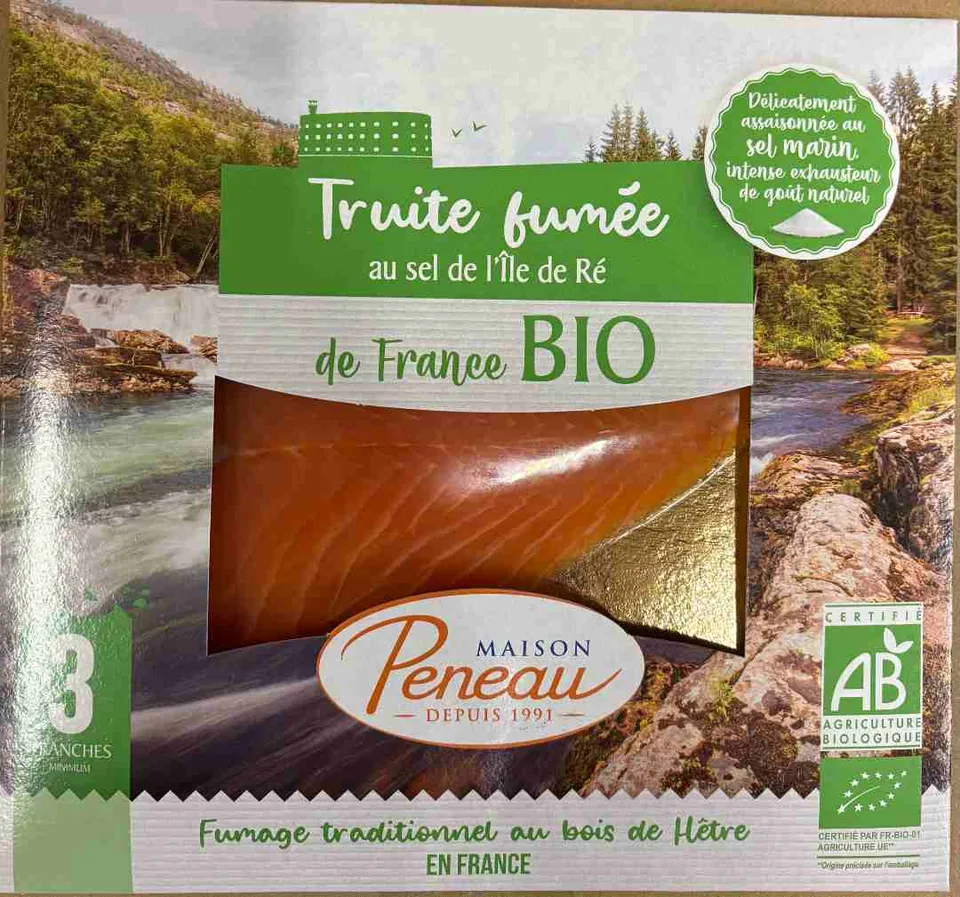 Délicatement
assaisonnée au
sel marin,
intense exhausteur
de goût naturel
Truite fumée
au sel de l'Île de Ré
de France BIO
MAISON
Peneau
DEPUIS 1991
3
MINIMUM
CERTIFIÉ
AB
AGRICULTURE
BIOLOGIQUE
CERTIFIÉ PAR FR-BIO-01
AGRICULTURE UE**
**Origine précisée sur l'emballage
Fumage traditionnel au bois de Hêtre
EN FRANCE